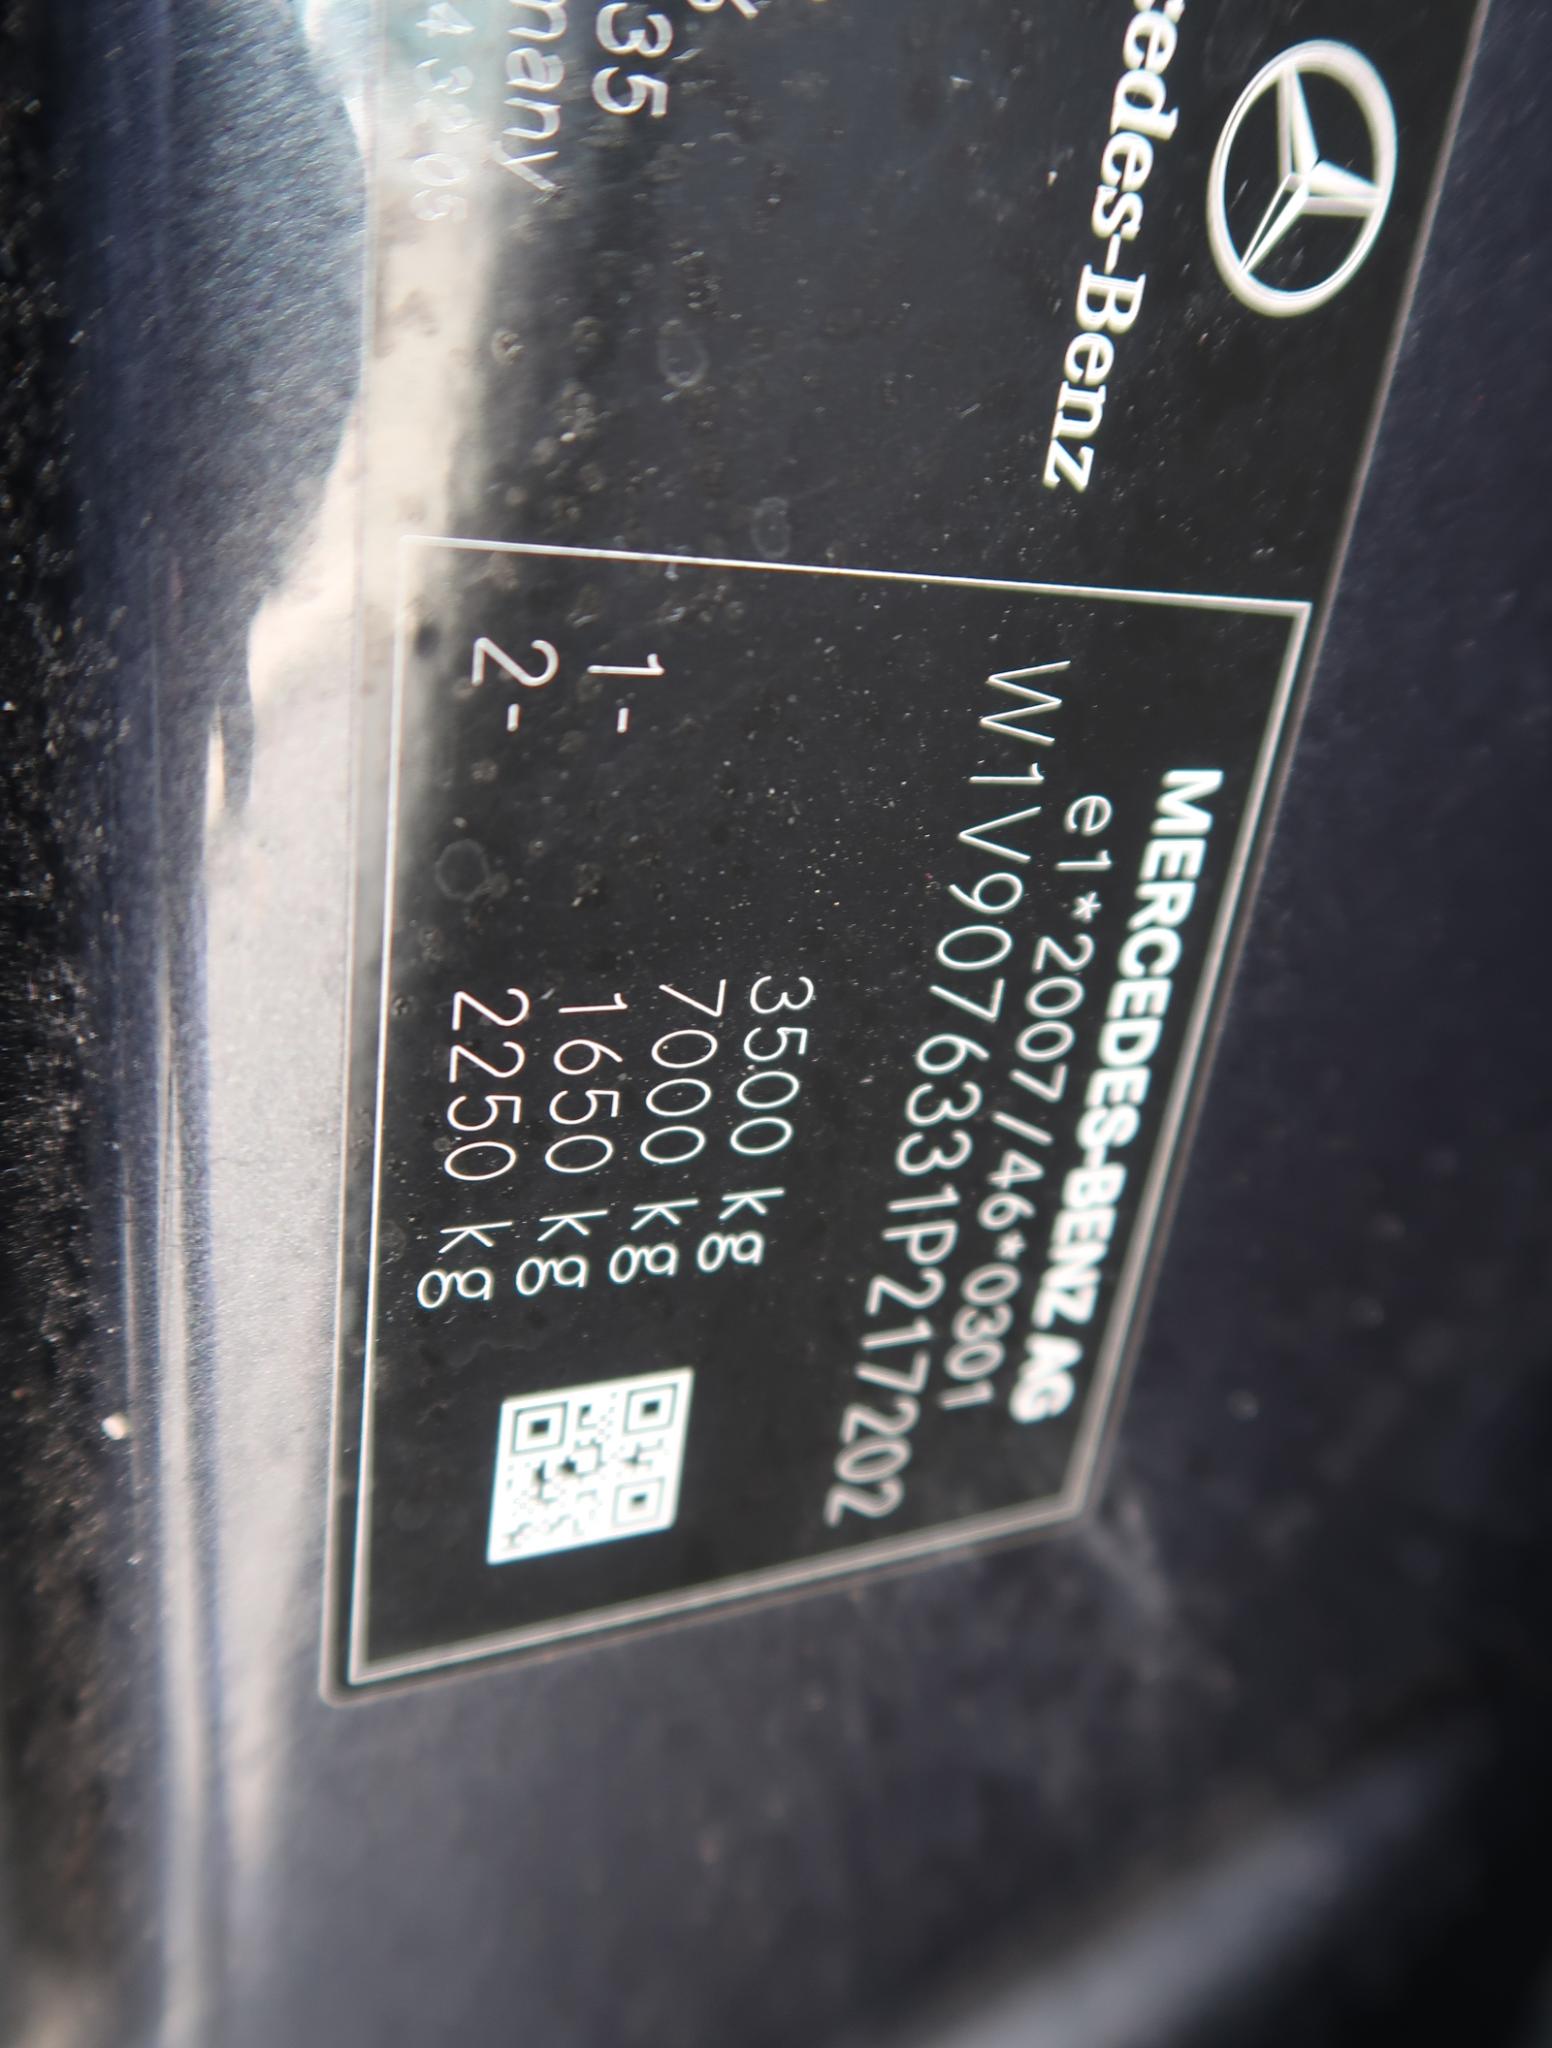 Mercedes-Benz
35
many
MERCEDES-BENZ AG
e1*2007/46*0301
W1V9076331P217202
3500 kg
7000 kg
1- 1650 kg
2- 2250 kg